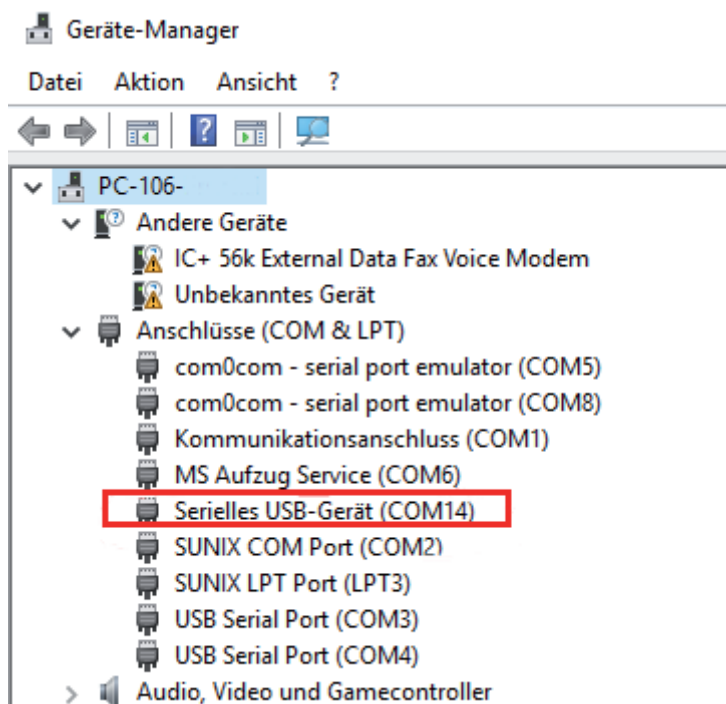 Geräte-Manager
Datei Aktion Ansicht ?
PC-106-
Andere Geräte
IC+ 56k External Data Fax Voice Modem
Unbekanntes Gerät
Anschlüsse (COM & LPT)
com0com - serial port emulator (COM5)
com0com - serial port emulator (COM8)
Kommunikationsanschluss (COM1)
MS Aufzug Service (COM6)
Serielles USB-Gerät (COM14)
SUNIX COM Port (COM2)
SUNIX LPT Port (LPT3)
USB Serial Port (COM3)
USB Serial Port (COM4)
Audio, Video und Gamecontroller